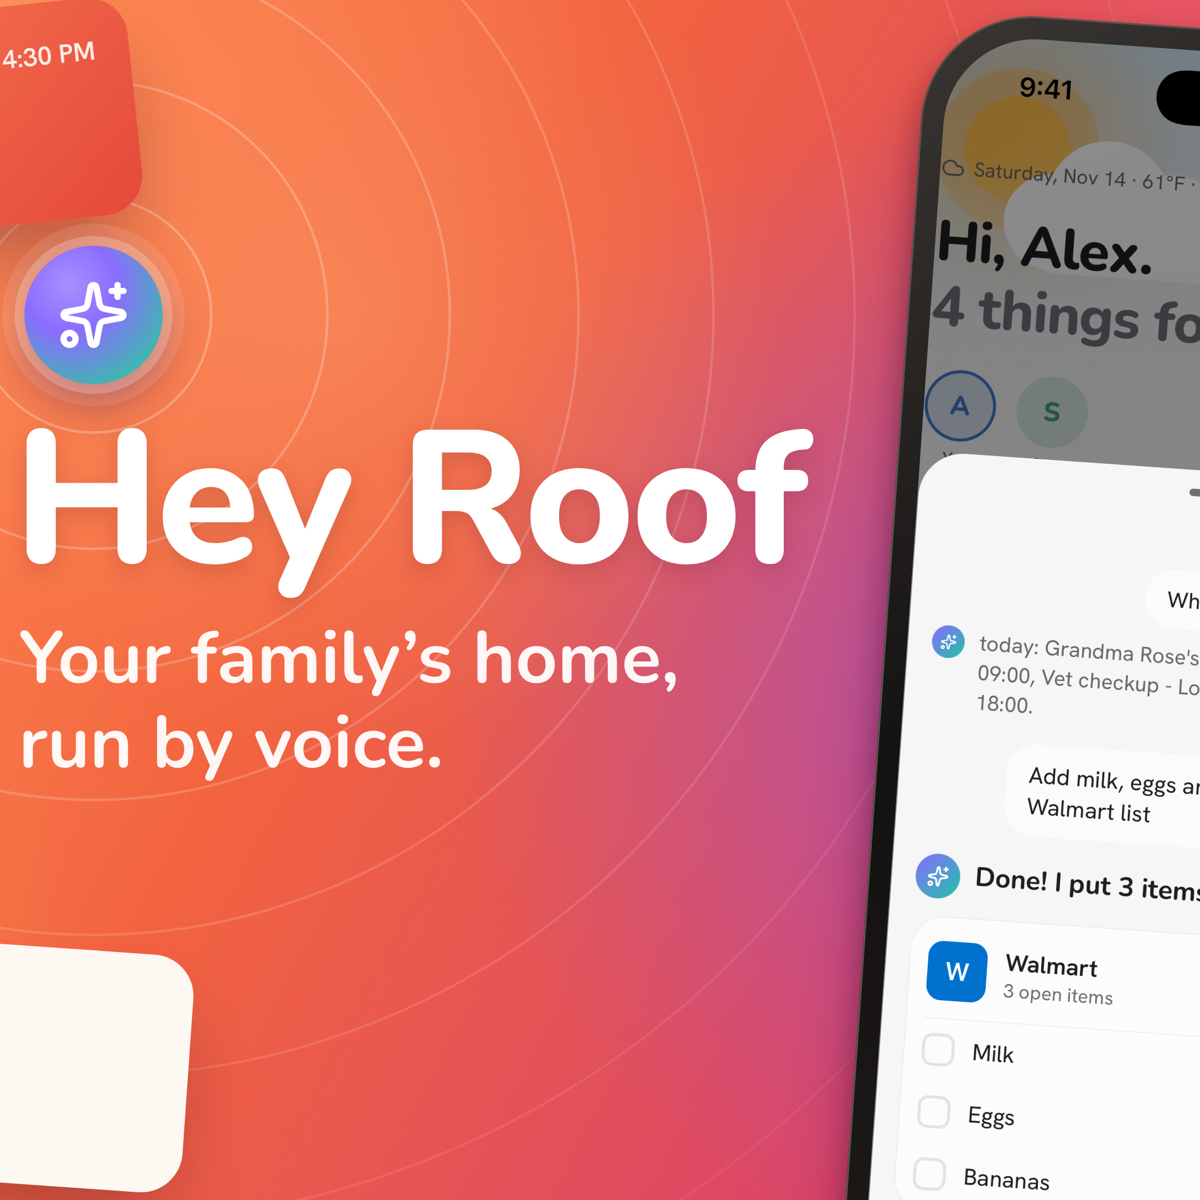 4:30 PM
Hey Roof
Your family’s home,
run by voice.
9:41
Saturday, Nov 14 · 61°F ·
Hi, Alex.
4 things fo
A
S
Wh
today: Grandma Rose's
09:00, Vet checkup - Lo
18:00.
Add milk, eggs an
Walmart list
Done! I put 3 items
W
Walmart
3 open items
Milk
Eggs
Bananas